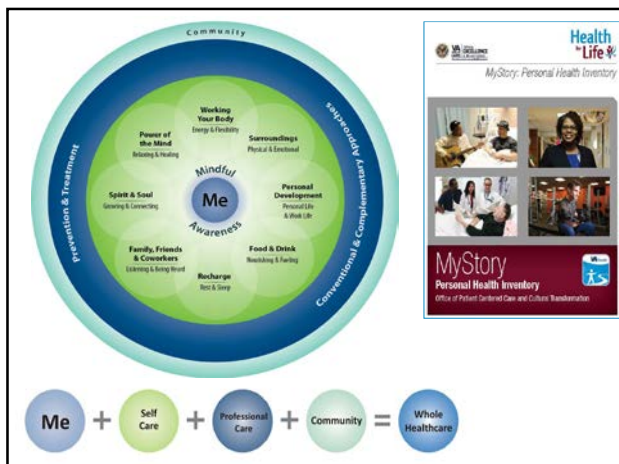 Community
Prevention & Treatment
Conventional & Complementary Approaches
Working
Your Body
Energy & Flexibility
Surroundings
Physical & Emotional
Personal
Development
Personal Life
& Work Life
Food & Drink
Nourishing & Fueling
Recharge
Rest & Sleep
Family, Friends
& Coworkers
Listening & Being Heard
Spirit & Soul
Growing & Connecting
Power of
the Mind
Relaxing & Healing
Mindful
Me
Awareness
Health
for Life
VA
EXCELLENCE
MyStory: Personal Health Inventory
MyStory
Personal Health Inventory
Office of Patient Centered Care and Cultural Transformation
Me + Self Care + Professional Care + Community = Whole Healthcare